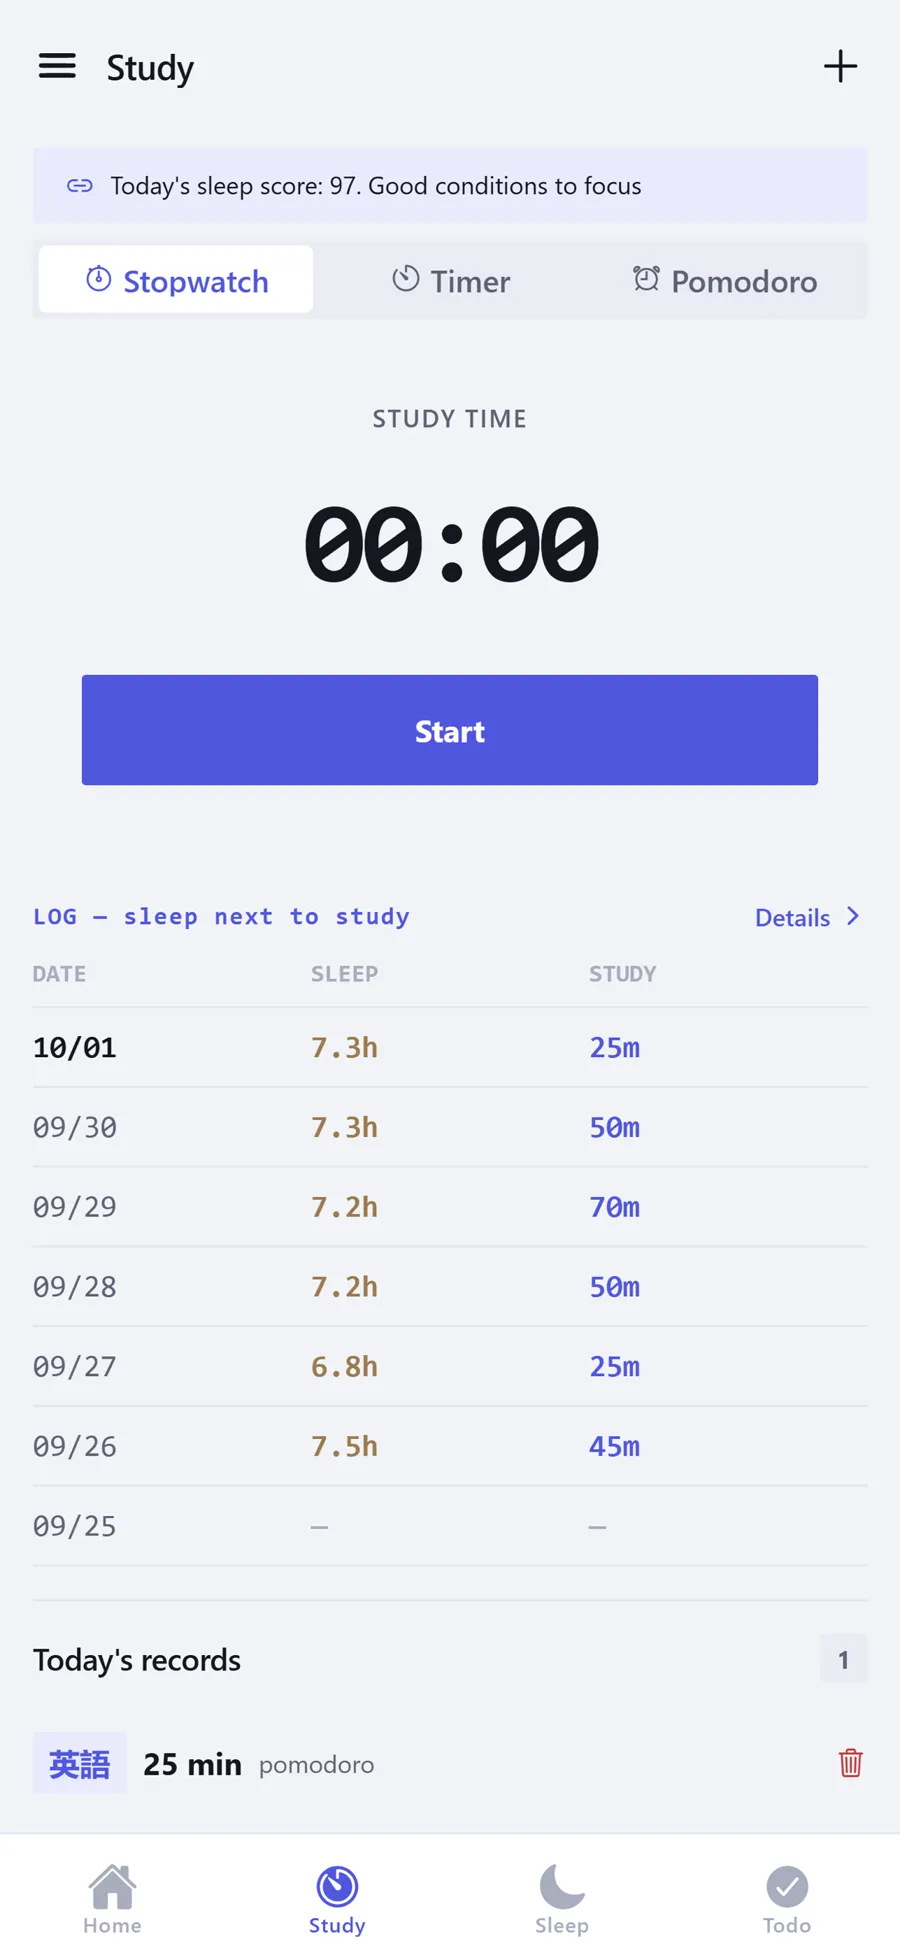 Study
Today's sleep score: 97. Good conditions to focus
Stopwatch Timer Pomodoro
STUDY TIME
00:00
Start
LOG — sleep next to study Details
DATE SLEEP STUDY
10/01 7.3h 25m
09/30 7.3h 50m
09/29 7.2h 70m
09/28 7.2h 50m
09/27 6.8h 25m
09/26 7.5h 45m
09/25 — —
Today's records 1
英語 25 min pomodoro
Home Study Sleep Todo